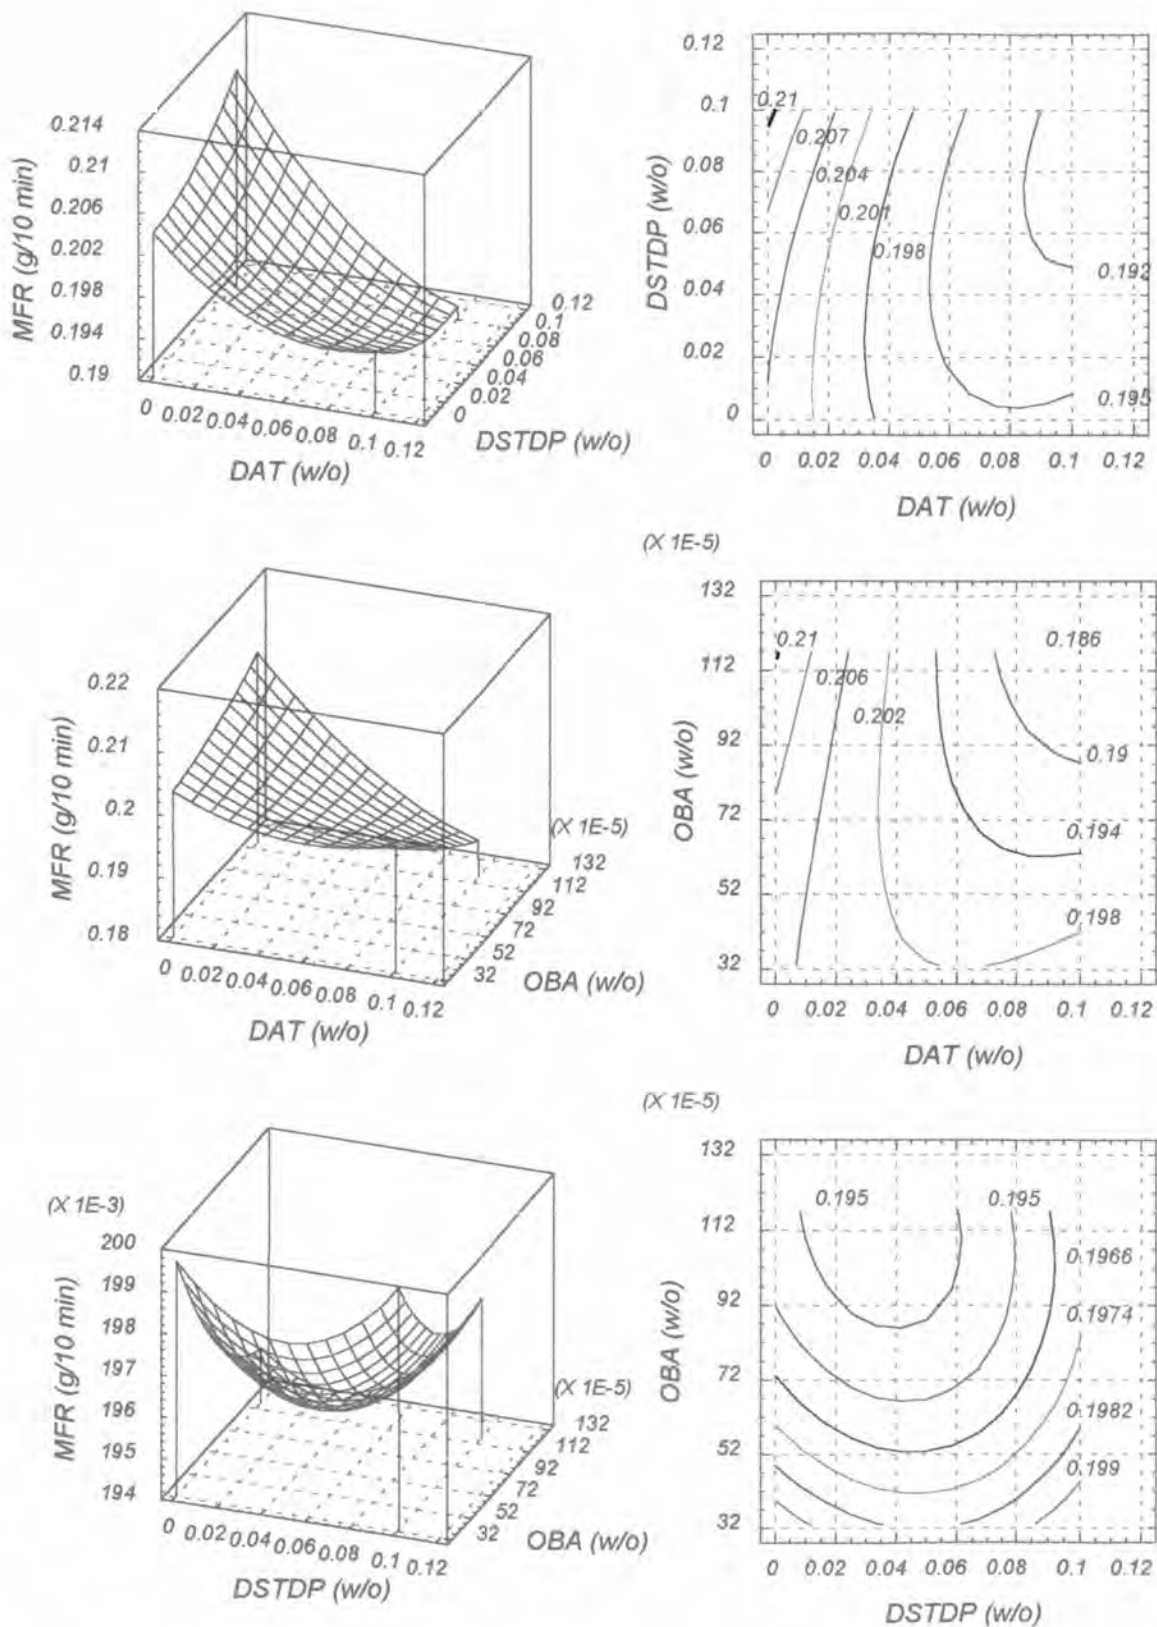 0.214
0.21
0.206
0.202
0.198
0.194
0.19
MFR (g/10 min)
0 0.02 0.04 0.06 0.08 0.1 0.12
DAT (w/o)
0.12
0.1
0.08
0.06
0.04
0.02
0
DSTDP (w/o)
0.12
0.1
0.08
0.06
0.04
0.02
0
DSTDP (w/o)
0.21
0.207
0.204
0.201
0.198
0.192
0.195
0 0.02 0.04 0.06 0.08 0.1 0.12
DAT (w/o)
0.22
0.21
0.2
0.19
0.18
MFR (g/10 min)
0 0.02 0.04 0.06 0.08 0.1 0.12
DAT (w/o)
(X 1E-5)
132
112
92
72
52
32
OBA (w/o)
(X 1E-5)
132
112
92
72
52
32
OBA (w/o)
0.21
0.206
0.202
0.186
0.19
0.194
0.198
0 0.02 0.04 0.06 0.08 0.1 0.12
DAT (w/o)
(X 1E-3)
200
199
198
197
196
195
194
MFR (g/10 min)
0 0.02 0.04 0.06 0.08 0.1 0.12
DSTDP (w/o)
(X 1E-5)
132
112
92
72
52
32
OBA (w/o)
(X 1E-5)
132
112
92
72
52
32
OBA (w/o)
0.195
0.195
0.1966
0.1974
0.1982
0.199
0 0.02 0.04 0.06 0.08 0.1 0.12
DSTDP (w/o)